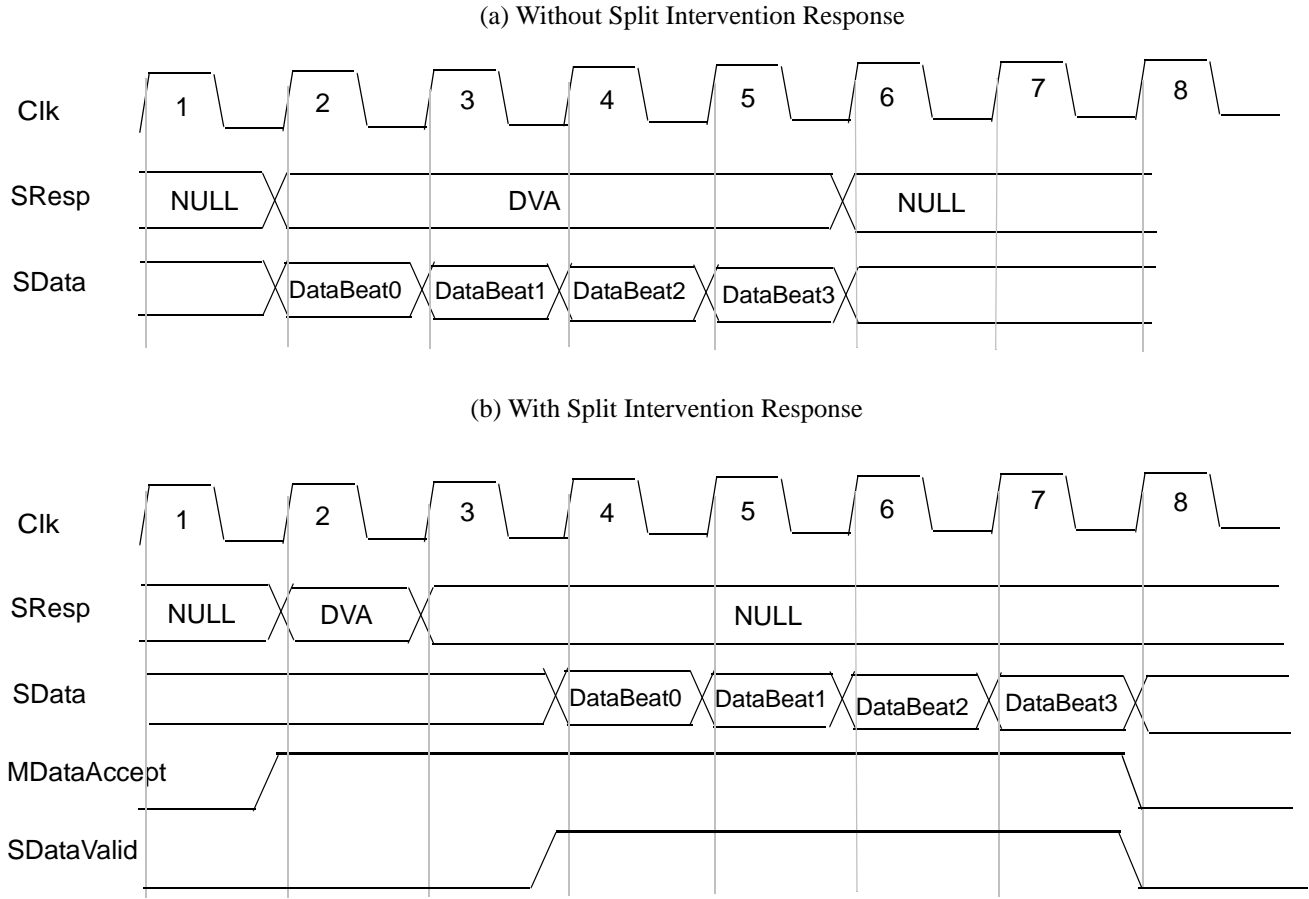 (a) Without Split Intervention Response
Clk 1 2 3 4 5 6 7 8
SResp NULL DVA NULL
SData DataBeat0 DataBeat1 DataBeat2 DataBeat3
(b) With Split Intervention Response
Clk 1 2 3 4 5 6 7 8
SResp NULL DVA NULL
SData DataBeat0 DataBeat1 DataBeat2 DataBeat3
MDataAccept
SDataValid